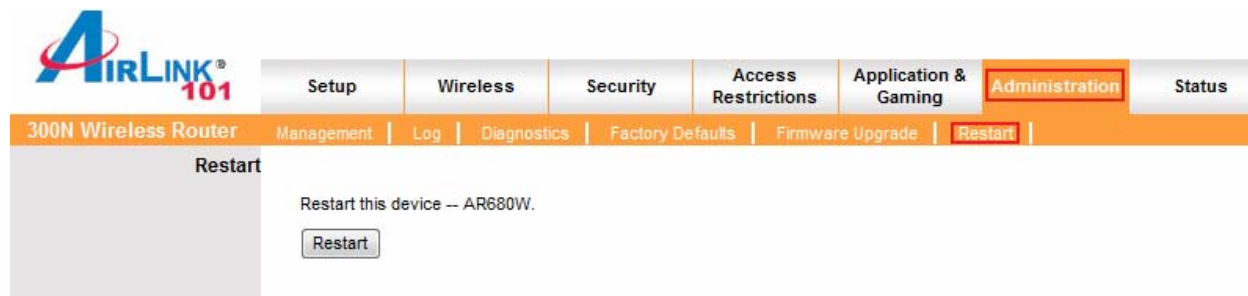 AIRLINK®
101
Setup
Wireless
Security
Access
Restrictions
Application &
Gaming
Administration
Status
300N Wireless Router
Management | Log | Diagnostics | Factory Defaults | Firmware Upgrade | Restart |
Restart
Restart this device -- AR680W.
Restart